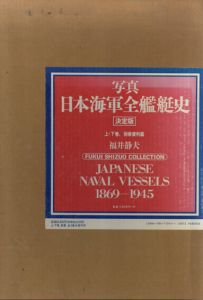 写真
日本海軍全艦艇史
決定版
上・下巻、別冊資料篇
福井静夫
FUKUI SHIZUO COLLECTION
JAPANESE
NAVAL VESSELS
1869—1945